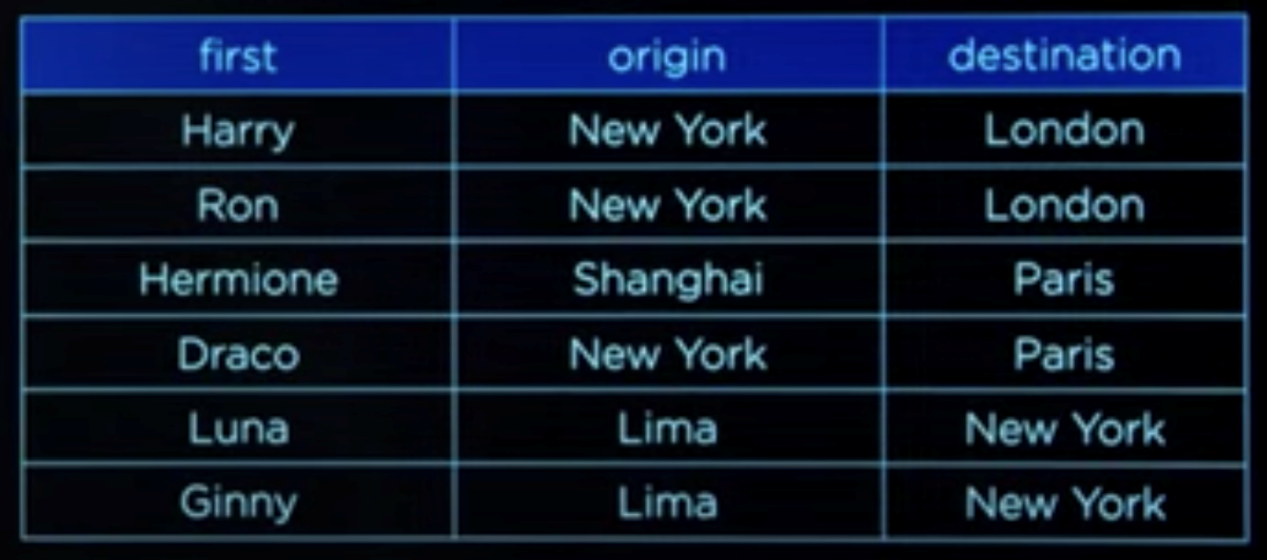 first origin destination
Harry New York London
Ron New York London
Hermione Shanghai Paris
Draco New York Paris
Luna Lima New York
Ginny Lima New York